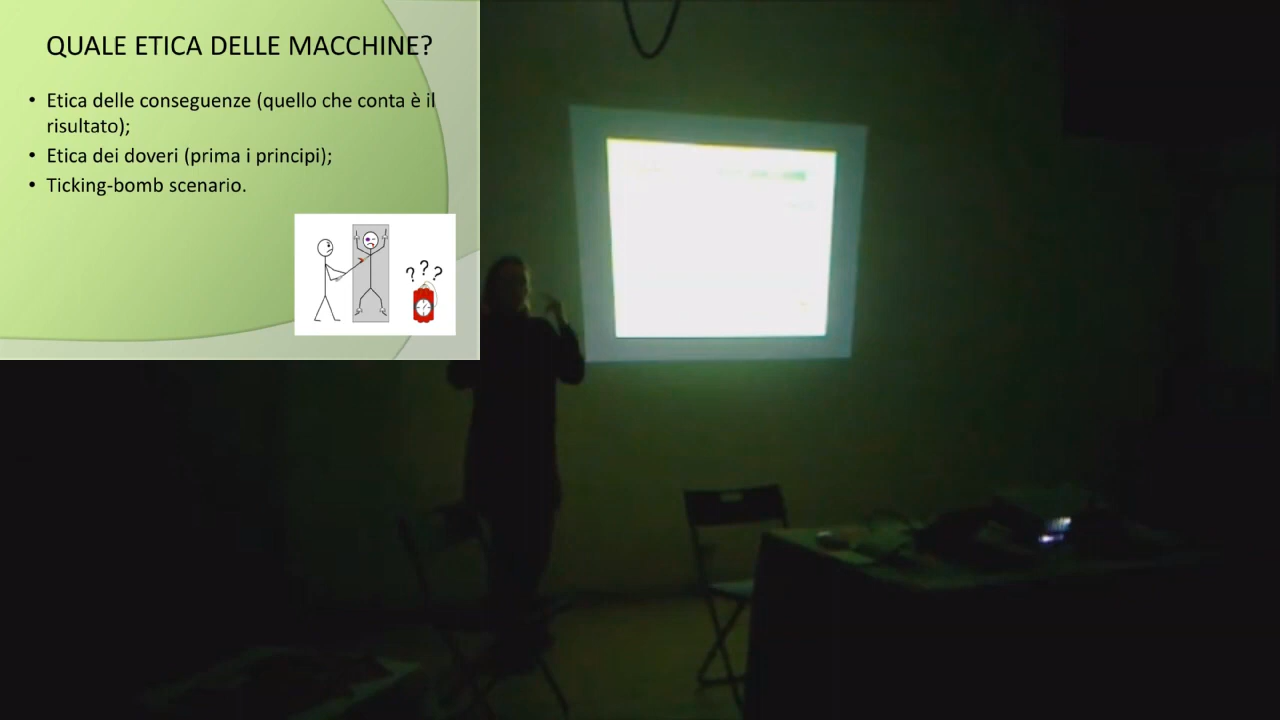 QUALE ETICA DELLE MACCHINE?
• Etica delle conseguenze (quello che conta è il
risultato);
• Etica dei doveri (prima i principi);
• Ticking-bomb scenario.
? ? ?